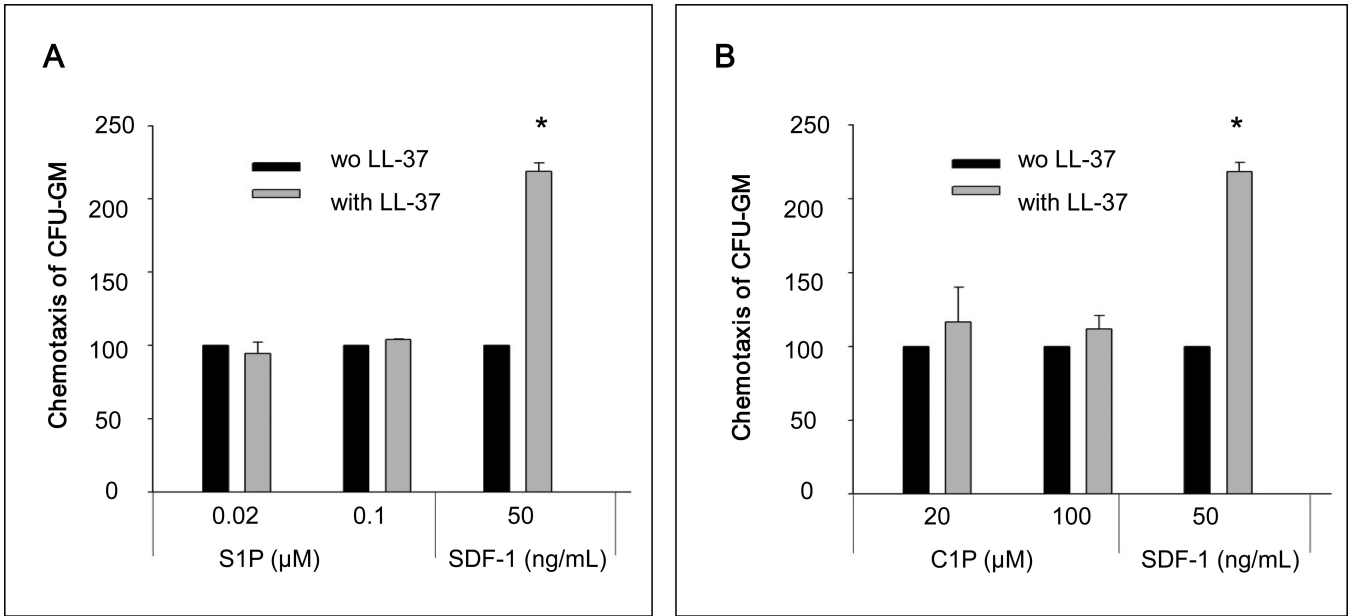 A
Chemotaxis of CFU-GM
250
200
150
100
50
0
wo LL-37
with LL-37
*
0.02 0.1 50
S1P (μM) SDF-1 (ng/mL)
B
Chemotaxis of CFU-GM
250
200
150
100
50
0
wo LL-37
with LL-37
*
20 100 50
C1P (μM) SDF-1 (ng/mL)